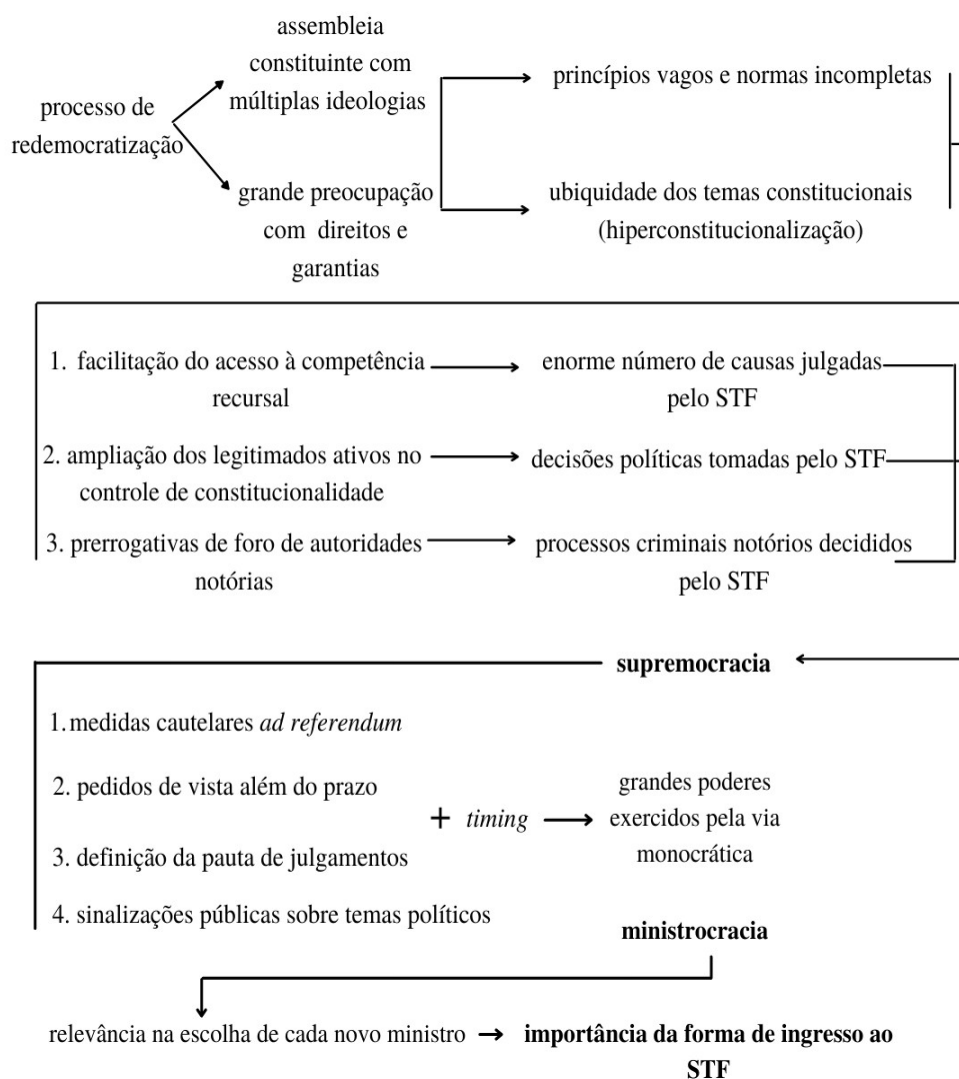 assembleia
constituinte com
múltiplas ideologias
processo de
redemocratização
princípios vagos e normas incompletas
grande preocupação
com direitos e
garantias
ubiquidade dos temas constitucionais
(hiperconstitucionalização)
1. facilitação do acesso à competência
recursal
enorme número de causas julgadas
pelo STF
2. ampliação dos legitimados ativos no
controle de constitucionalidade
decisões políticas tomadas pelo STF
3. prerrogativas de foro de autoridades
notórias
processos criminais notórios decididos
pelo STF
supremocracia
1. medidas cautelares ad referendum
2. pedidos de vista além do prazo
3. definição da pauta de julgamentos
4. sinalizações públicas sobre temas políticos
+ timing
grandes poderes
exercidos pela via
monocrática
ministrocracia
relevância na escolha de cada novo ministro
importância da forma de ingresso ao
STF